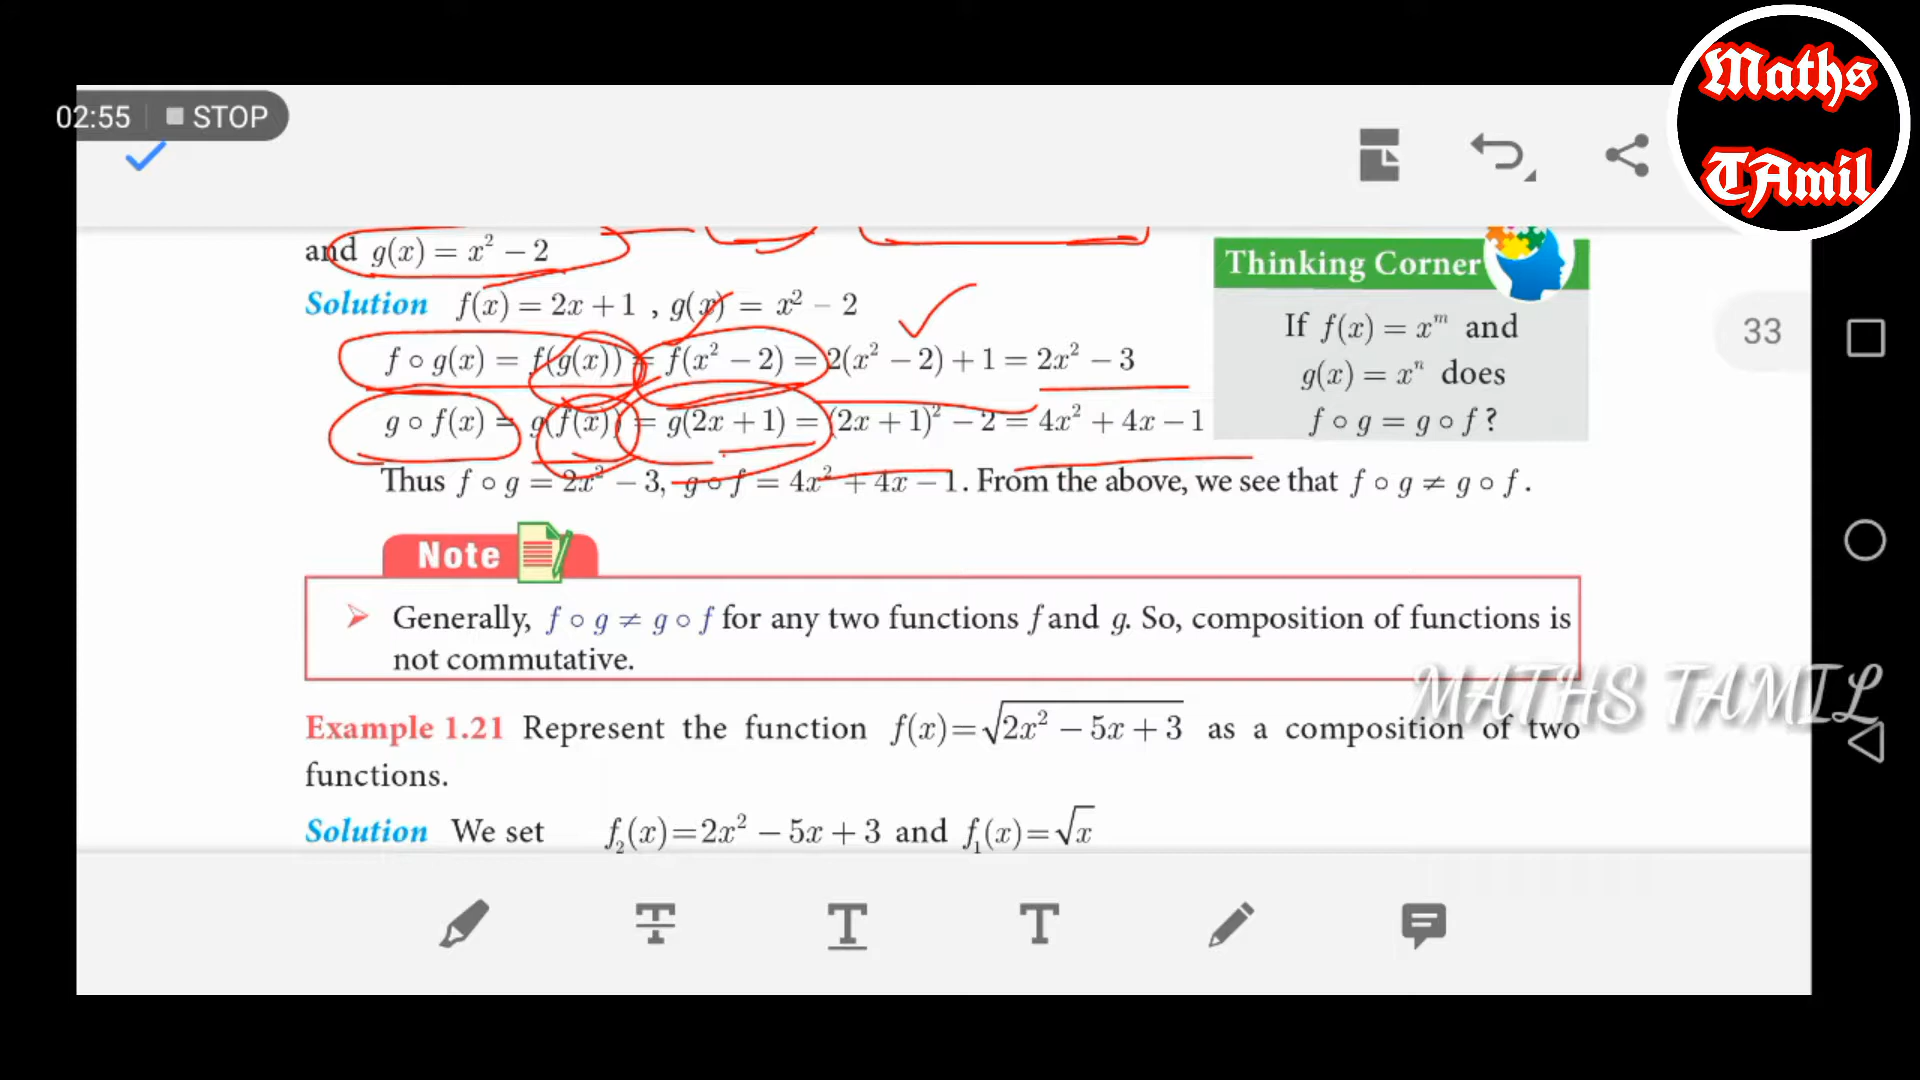 02:55 STOP
Maths
TAmil
and g(x) = x² − 2
Solution f(x) = 2x + 1 , g(x) = x² − 2
f ∘ g(x) = f(g(x)) = f(x² − 2) = 2(x² − 2) + 1 = 2x² − 3
g ∘ f(x) = g(f(x)) = g(2x + 1) = (2x + 1)² − 2 = 4x² + 4x − 1
Thus f ∘ g = 2x² − 3, g ∘ f = 4x² + 4x − 1. From the above, we see that f ∘ g ≠ g ∘ f .
Thinking Corner
If f(x) = xᵐ and
g(x) = xⁿ does
f ∘ g = g ∘ f ?
33
Note
Generally, f ∘ g ≠ g ∘ f for any two functions f and g. So, composition of functions is
not commutative.
MATHS TAMIL
Example 1.21 Represent the function f(x)=√(2x² − 5x + 3) as a composition of two
functions.
Solution We set f₂(x)=2x² − 5x + 3 and f₁(x)=√x